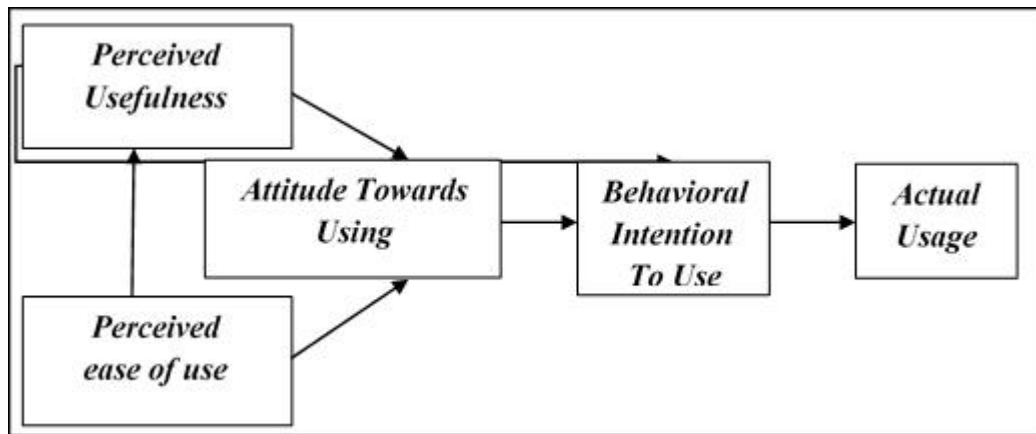 Perceived
Usefulness
Attitude Towards
Using
Behavioral
Intention
To Use
Actual
Usage
Perceived
ease of use